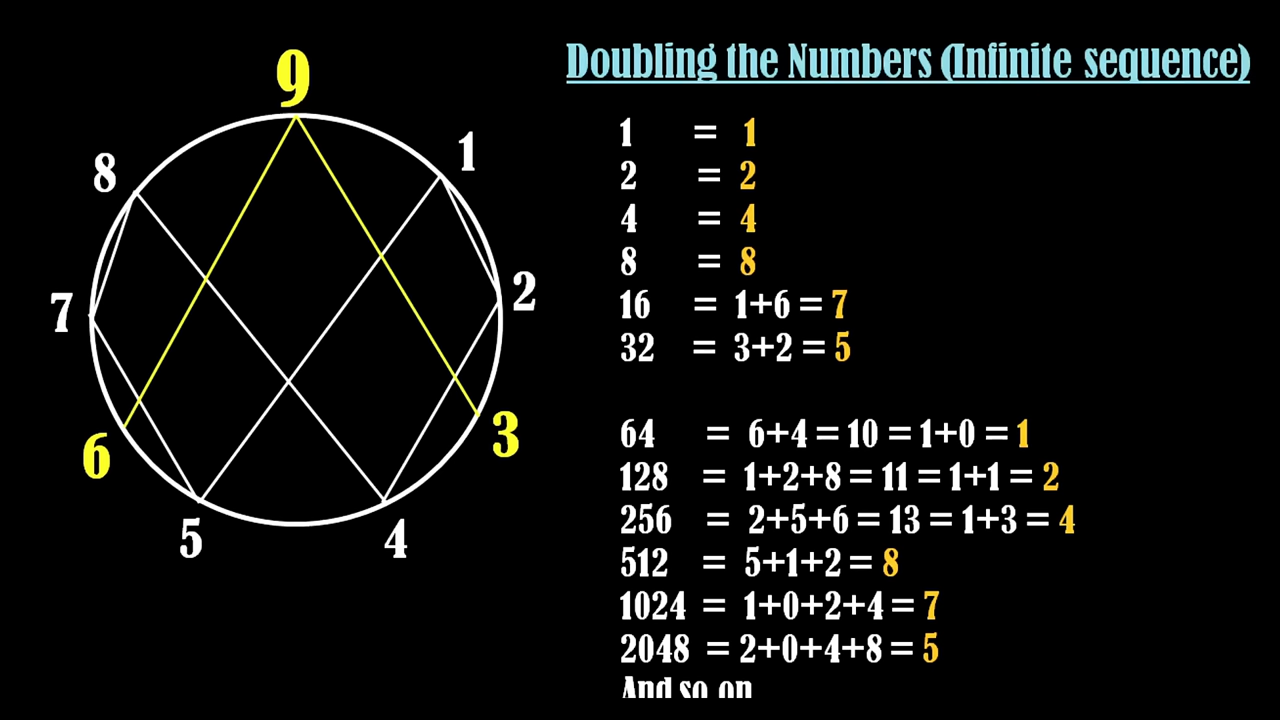 9
8
1
7
2
6
3
5
4
Doubling the Numbers (Infinite sequence)
1 = 1
2 = 2
4 = 4
8 = 8
16 = 1+6 = 7
32 = 3+2 = 5
64 = 6+4 = 10 = 1+0 = 1
128 = 1+2+8 = 11 = 1+1 = 2
256 = 2+5+6 = 13 = 1+3 = 4
512 = 5+1+2 = 8
1024 = 1+0+2+4 = 7
2048 = 2+0+4+8 = 5
And so on